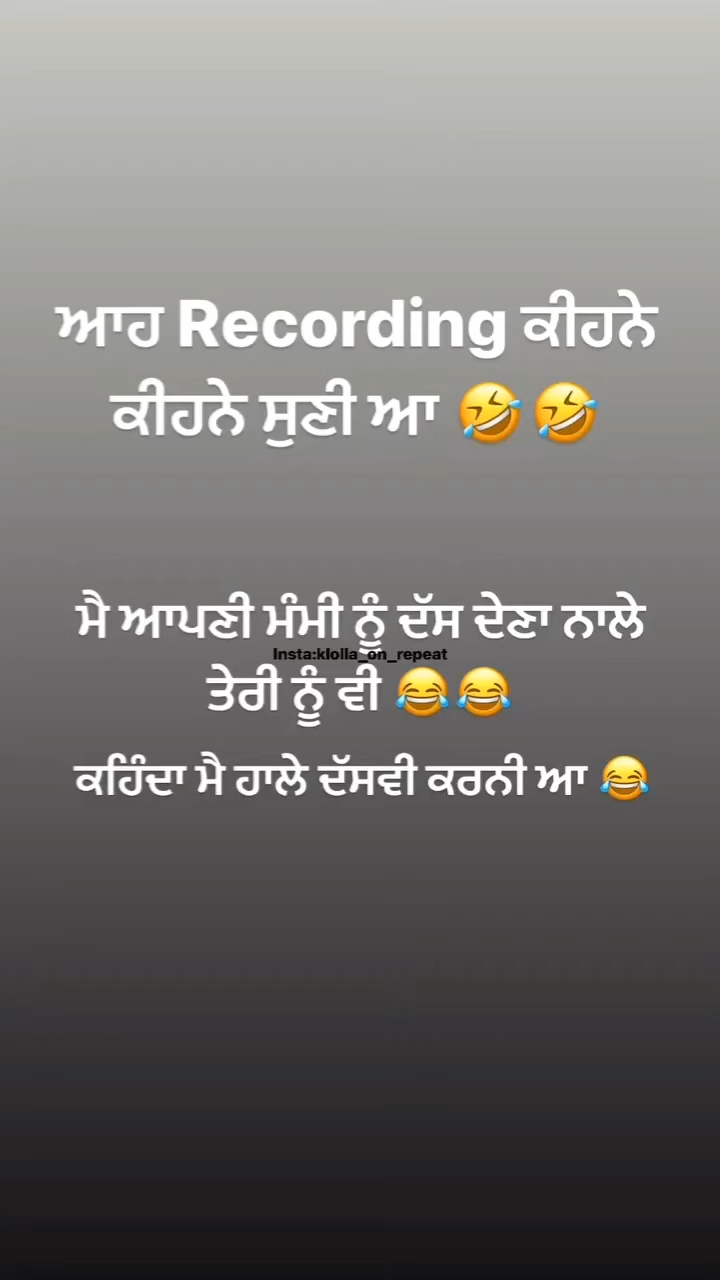 ਆਹ Recording ਕੀਹਨੇ
ਕੀਹਨੇ ਸੁਣੀ ਆ 🤣🤣
ਮੈ ਆਪਣੀ ਮੰਮੀ ਨੂੰ ਦੱਸ ਦੇਣਾ ਨਾਲੇ
Insta:klolla_on_repeat
ਤੇਰੀ ਨੂੰ ਵੀ 😂😂
ਕਹਿੰਦਾ ਮੈ ਹਾਲੇ ਦੱਸਵੀ ਕਰਨੀ ਆ 😂